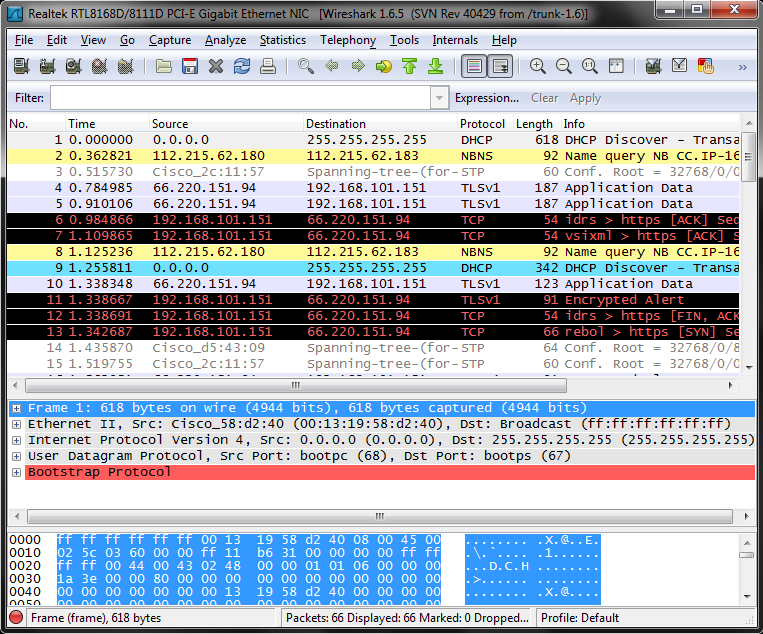 Realtek RTL8168D/8111D PCI-E Gigabit Ethernet NIC [Wireshark 1.6.5 (SVN Rev 40429 from /trunk-1.6)]
File Edit View Go Capture Analyze Statistics Telephony Tools Internals Help
Filter: Expression... Clear Apply
No. Time Source Destination Protocol Length Info
1 0.000000 0.0.0.0 255.255.255.255 DHCP 618 DHCP Discover - Transa
2 0.362821 112.215.62.180 112.215.62.183 NBNS 92 Name query NB CC.IP-16
3 0.515730 Cisco_2c:11:57 Spanning-tree-(for- STP 60 Conf. Root = 32768/0/0
4 0.784985 66.220.151.94 192.168.101.151 TLSv1 187 Application Data
5 0.910106 66.220.151.94 192.168.101.151 TLSv1 187 Application Data
6 0.984866 192.168.101.151 66.220.151.94 TCP 54 idrs > https [ACK] Seq
7 1.109865 192.168.101.151 66.220.151.94 TCP 54 vsixml > https [ACK] S
8 1.125236 112.215.62.180 112.215.62.183 NBNS 92 Name query NB CC.IP-16
9 1.255811 0.0.0.0 255.255.255.255 DHCP 342 DHCP Discover - Transa
10 1.338348 66.220.151.94 192.168.101.151 TLSv1 123 Application Data
11 1.338667 192.168.101.151 66.220.151.94 TLSv1 91 Encrypted Alert
12 1.338691 192.168.101.151 66.220.151.94 TCP 54 idrs > https [FIN, ACK
13 1.342687 192.168.101.151 66.220.151.94 TCP 66 rebol > https [SYN] Se
14 1.435870 Cisco_d5:43:09 Spanning-tree-(for- STP 64 Conf. Root = 32768/0/8
15 1.519755 Cisco_2c:11:57 Spanning-tree-(for- STP 60 Conf. Root = 32768/0/0
Frame 1: 618 bytes on wire (4944 bits), 618 bytes captured (4944 bits)
Ethernet II, Src: Cisco_58:d2:40 (00:13:19:58:d2:40), Dst: Broadcast (ff:ff:ff:ff:ff:ff)
Internet Protocol Version 4, Src: 0.0.0.0 (0.0.0.0), Dst: 255.255.255.255 (255.255.255.255)
User Datagram Protocol, Src Port: bootpc (68), Dst Port: bootps (67)
Bootstrap Protocol
0000 ff ff ff ff ff ff 00 13 19 58 d2 40 08 00 45 00 ........ .X.@..E.
0010 02 5c 03 60 00 00 ff 11 b6 31 00 00 00 00 ff ff .\.`.... .1......
0020 ff ff 00 44 00 43 02 48 00 00 01 01 06 00 00 00 ...D.C.H ........
0030 1a 3e 00 00 80 00 00 00 00 00 00 00 00 00 00 00 .>...... ........
0040 00 00 00 00 00 00 00 13 19 58 d2 40 00 00 00 00 ........ .X.@....
Frame (frame), 618 bytes Packets: 66 Displayed: 66 Marked: 0 Dropped... Profile: Default